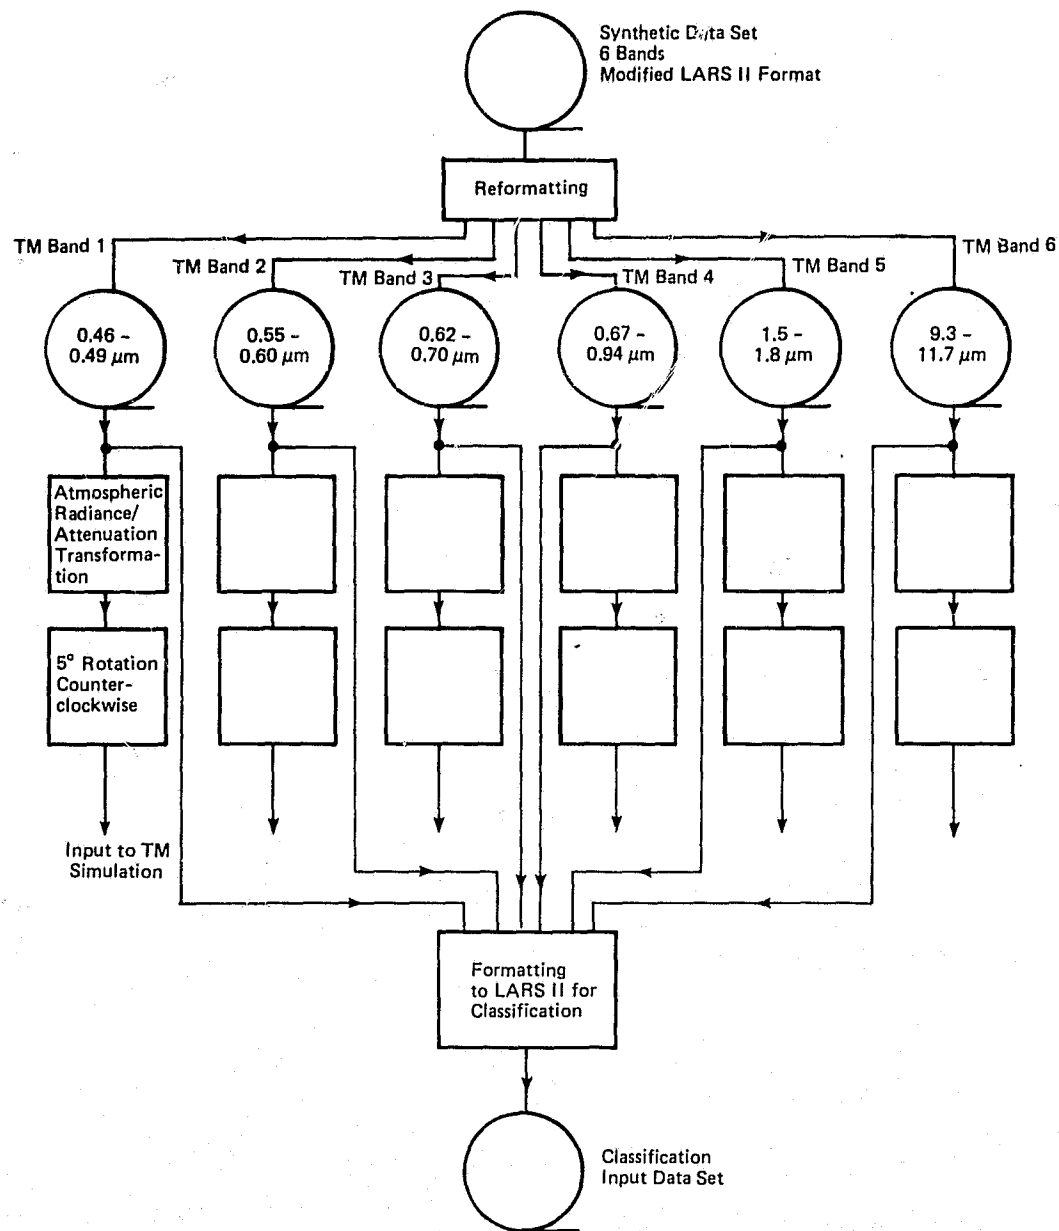 Synthetic Data Set
6 Bands
Modified LARS II Format
Reformatting
TM Band 1
TM Band 2
TM Band 3
TM Band 4
TM Band 5
TM Band 6
0.46 -
0.49 μm
0.55 -
0.60 μm
0.62 -
0.70 μm
0.67 -
0.94 μm
1.5 -
1.8 μm
9.3 -
11.7 μm
Atmospheric
Radiance/
Attenuation
Transforma-
tion
5° Rotation
Counter-
clockwise
Input to TM
Simulation
Formatting
to LARS II for
Classification
Classification
Input Data Set